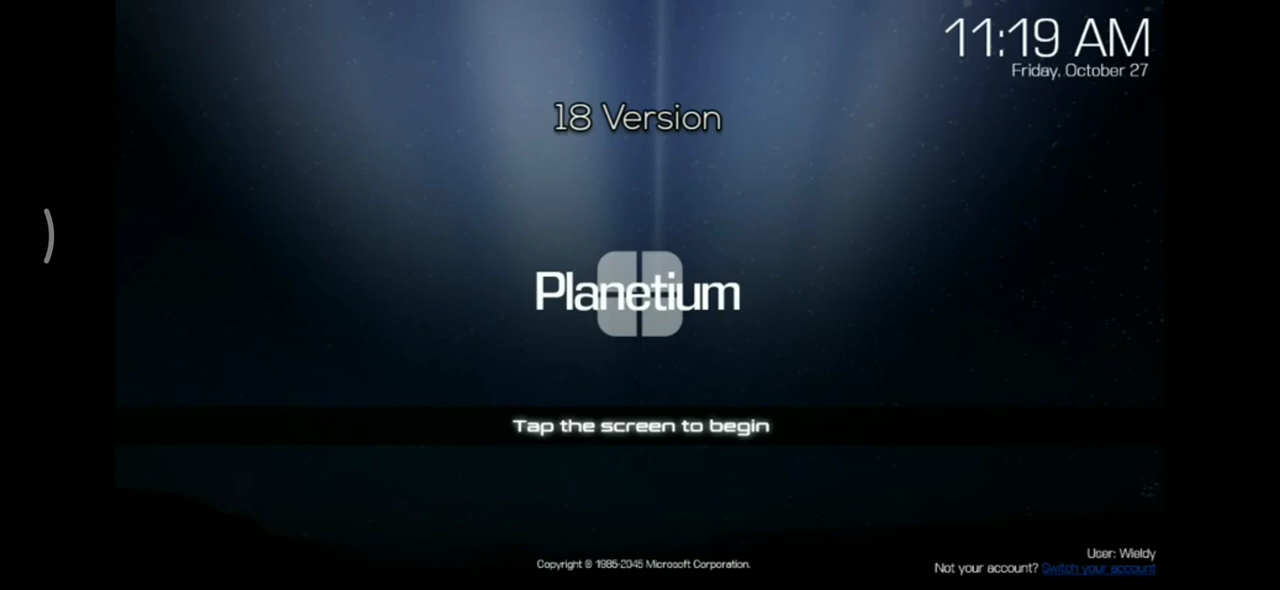 11:19 AM
Friday, October 27
18 Version
Planetium
Tap the screen to begin
Copyright © 1985-2045 Microsoft Corporation.
User: Wieldy
Not your account? Switch your account